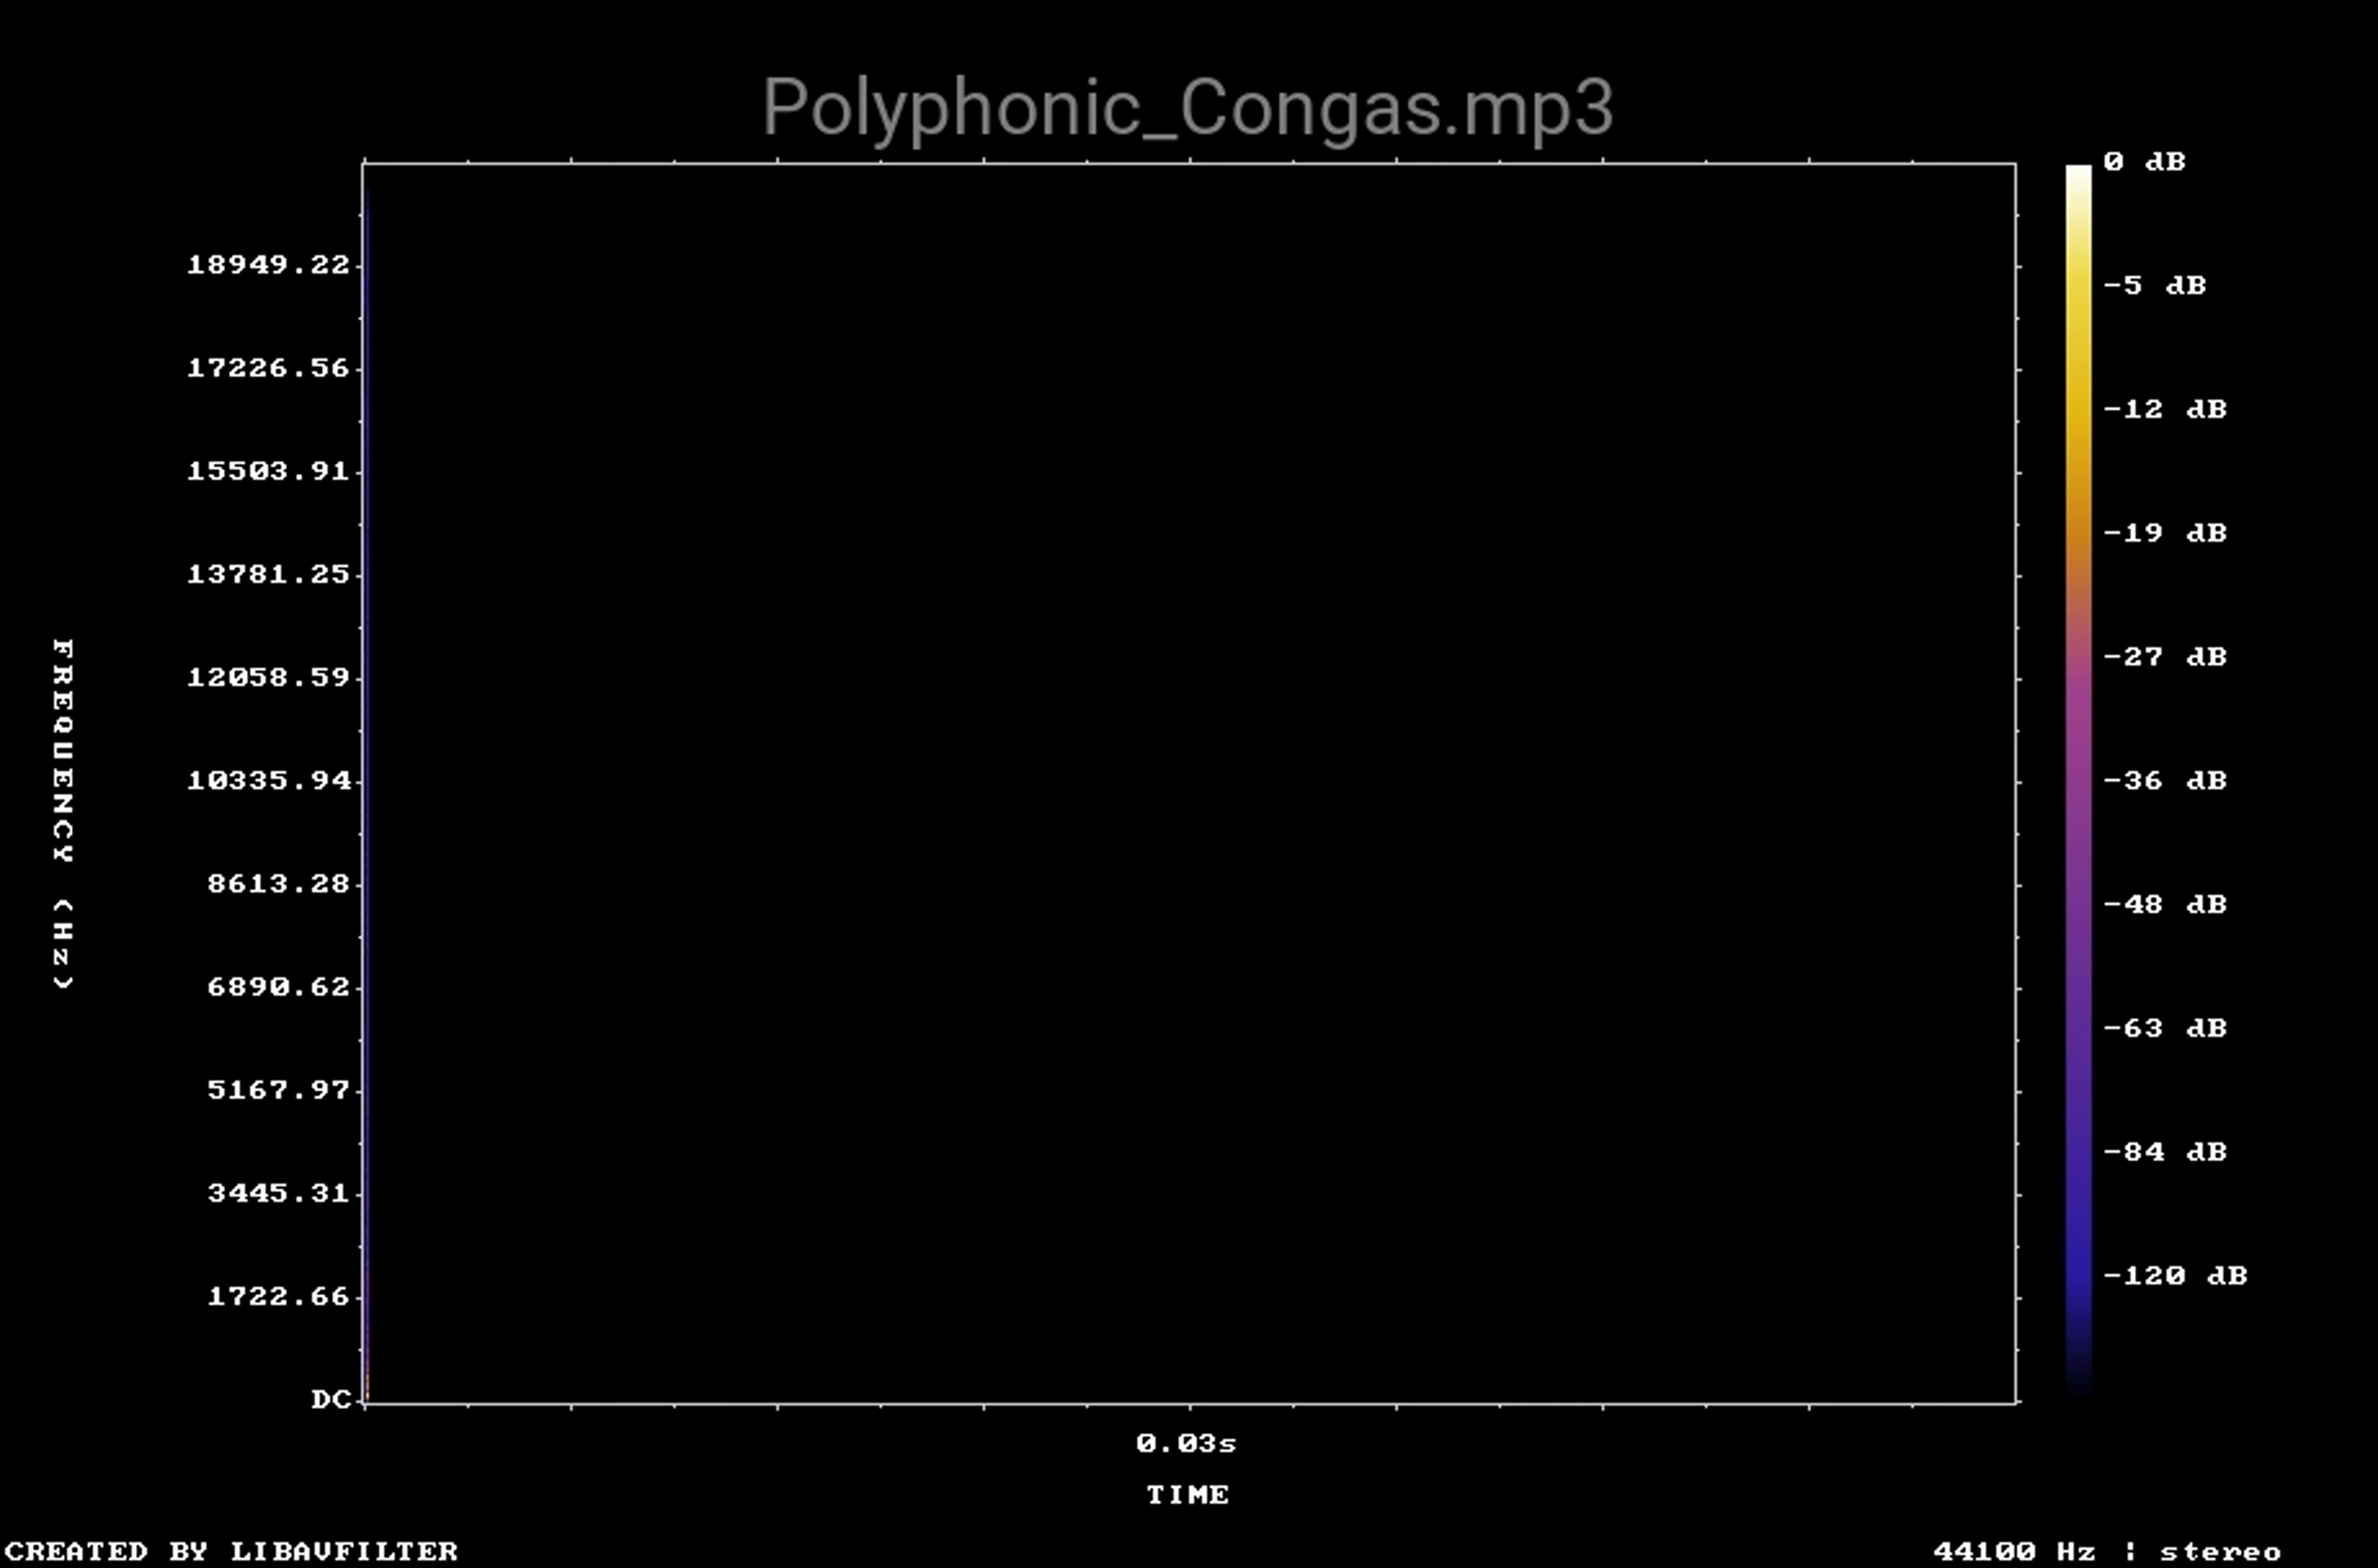 Polyphonic_Congas.mp3
0 dB
-5 dB
-12 dB
-19 dB
-27 dB
-36 dB
-48 dB
-63 dB
-84 dB
-120 dB
18949.22
17226.56
15503.91
13781.25
12058.59
10335.94
8613.28
6890.62
5167.97
3445.31
1722.66
DC
FREQUENCY (Hz)
0.03s
TIME
CREATED BY LIBAVFILTER
44100 Hz | stereo